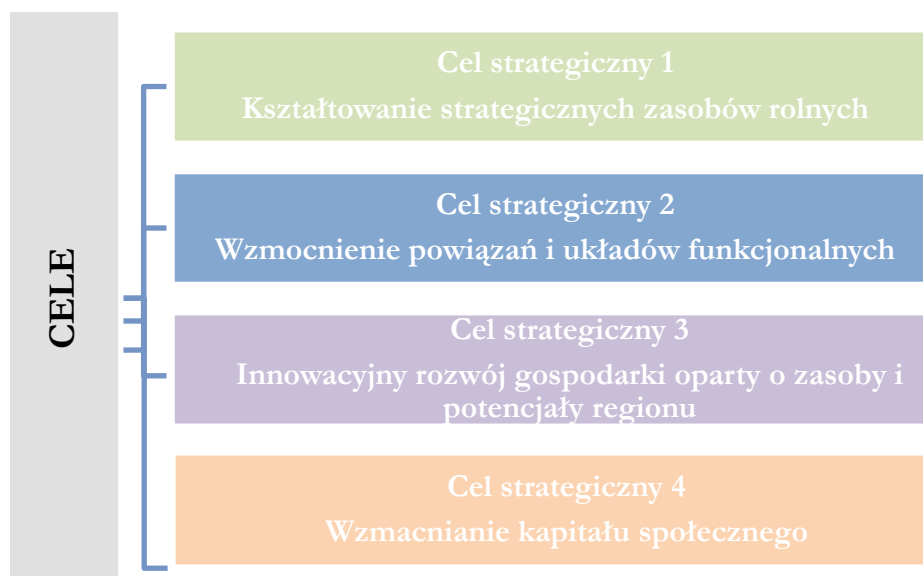 CELE
Cel strategiczny 1
Kształtowanie strategicznych zasobów rolnych
Cel strategiczny 2
Wzmocnienie powiązań i układów funkcjonalnych
Cel strategiczny 3
Innowacyjny rozwój gospodarki oparty o zasoby i
potencjały regionu
Cel strategiczny 4
Wzmacnianie kapitału społecznego